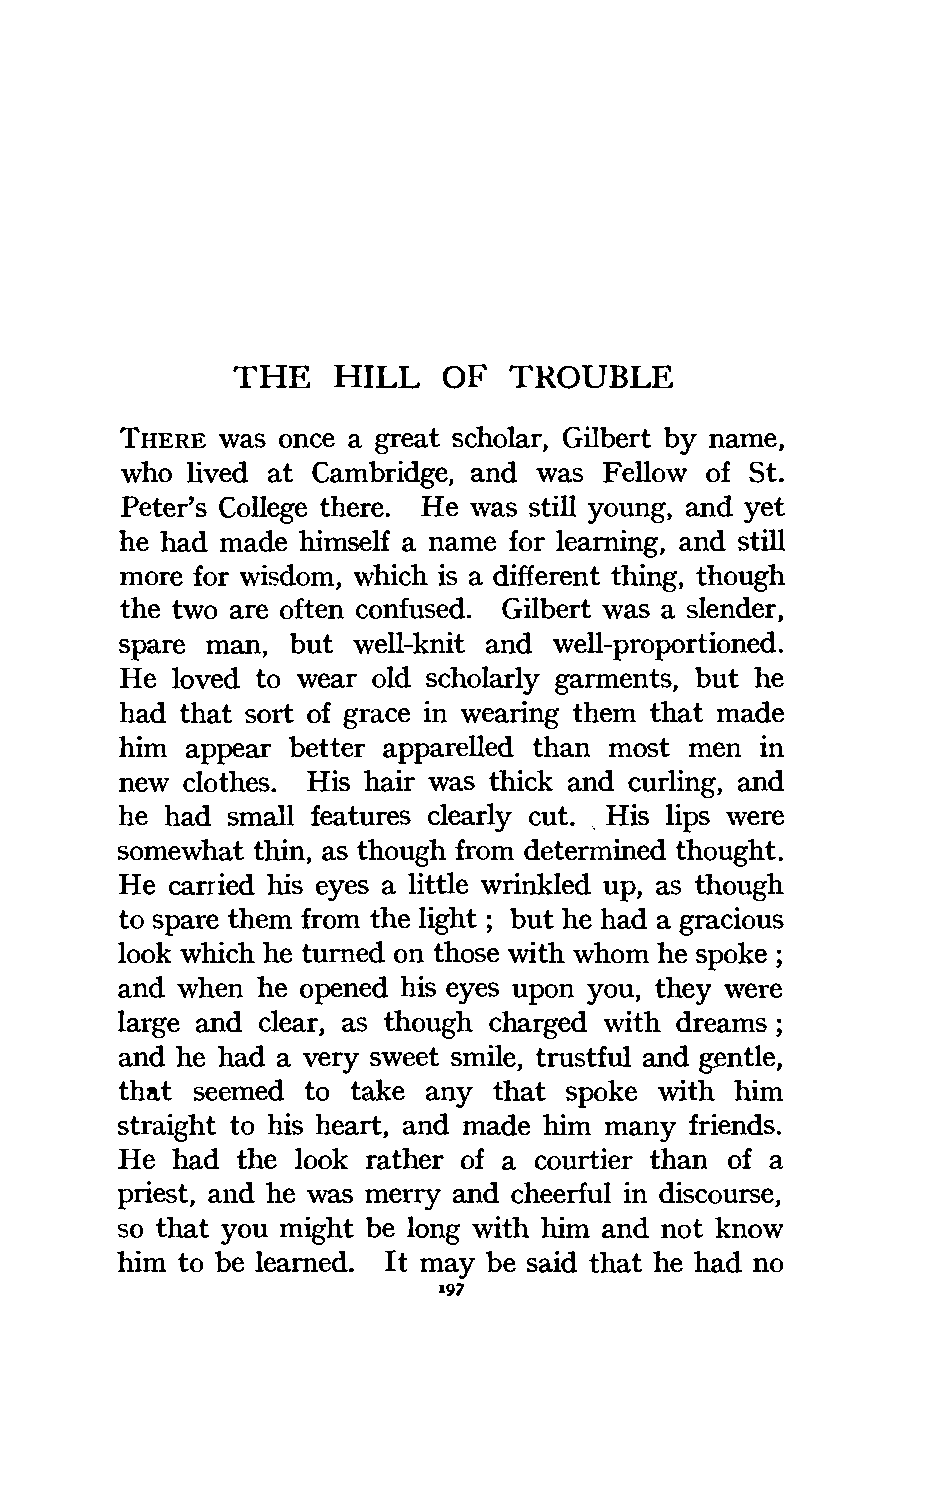 THE HILL OF TROUBLE
THERE was once a great scholar, Gilbert by name,
who lived at Cambridge, and was Fellow of St.
Peter's College there. He was still young, and yet
he had made himself a name for learning, and still
more for wisdom, which is a different thing, though
the two are often confused. Gilbert was a slender,
spare man, but well-knit and well-proportioned.
He loved to wear old scholarly garments, but he
had that sort of grace in wearing them that made
him appear better apparelled than most men in
new clothes. His hair was thick and curling, and
he had small features clearly cut. His lips were
somewhat thin, as though from determined thought.
He carried his eyes a little wrinkled up, as though
to spare them from the light ; but he had a gracious
look which he turned on those with whom he spoke ;
and when he opened his eyes upon you, they were
large and clear, as though charged with dreams ;
and he had a very sweet smile, trustful and gentle,
that seemed to take any that spoke with him
straight to his heart, and made him many friends.
He had the look rather of a courtier than of a
priest, and he was merry and cheerful in discourse,
so that you might be long with him and not know
him to be learned. It may be said that he had no
197